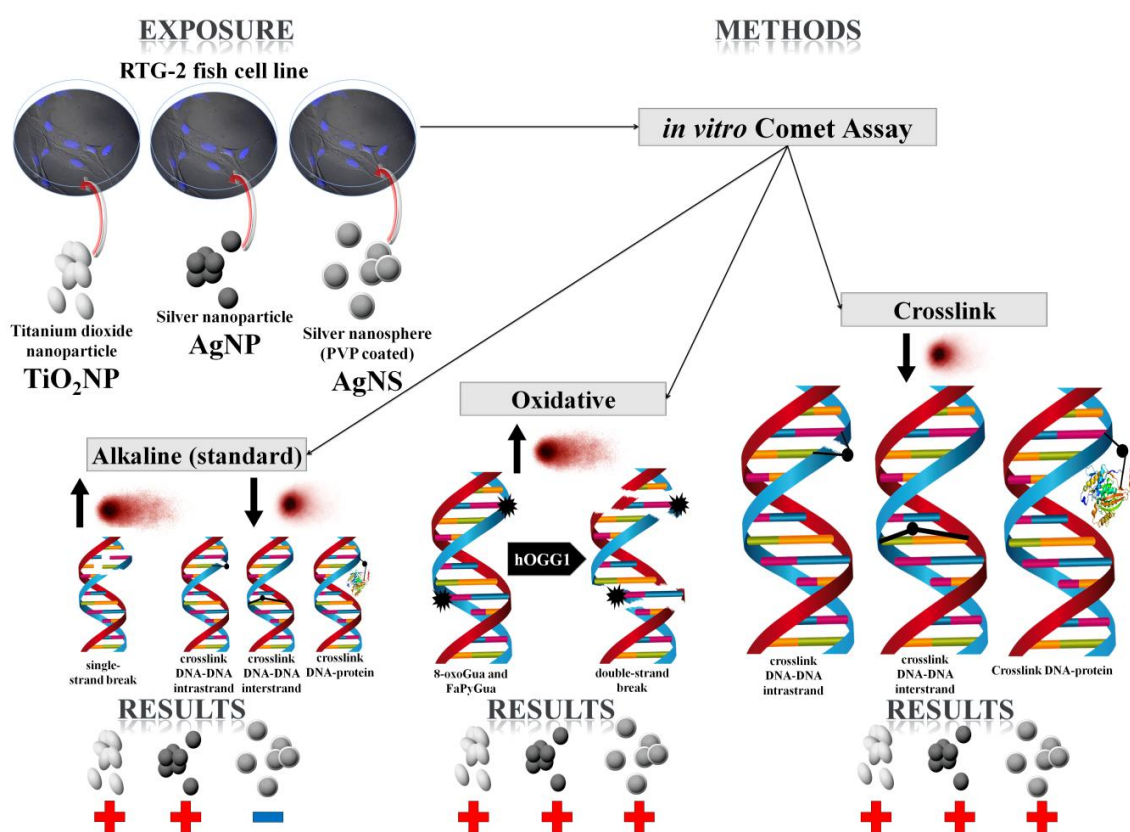 EXPOSURE
RTG-2 fish cell line
Titanium dioxide
nanoparticle
TiO₂NP
Silver nanoparticle
AgNP
Silver nanosphere
(PVP coated)
AgNS
METHODS
in vitro Comet Assay
Alkaline (standard)
single-
strand break
crosslink
DNA-DNA
intrastrand
crosslink
DNA-DNA
interstrand
crosslink
DNA-protein
RESULTS
Oxidative
hOGG1
8-oxoGua and
FaPyGua
double-strand
break
RESULTS
Crosslink
crosslink
DNA-DNA
intrastrand
crosslink
DNA-DNA
interstrand
Crosslink DNA-protein
RESULTS